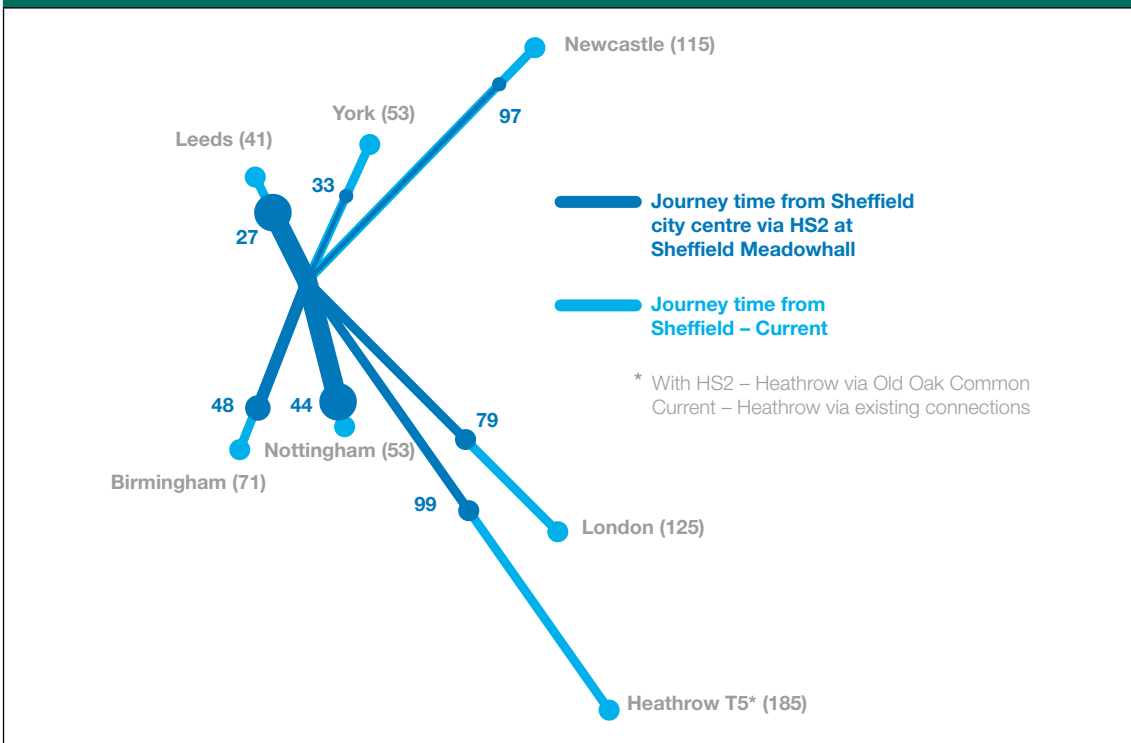 Newcastle (115)
97
York (53)
Leeds (41)
33
27
Journey time from Sheffield
city centre via HS2 at
Sheffield Meadowhall
Journey time from
Sheffield – Current
* With HS2 – Heathrow via Old Oak Common
Current – Heathrow via existing connections
48
44
79
Nottingham (53)
Birmingham (71)
99
London (125)
Heathrow T5* (185)